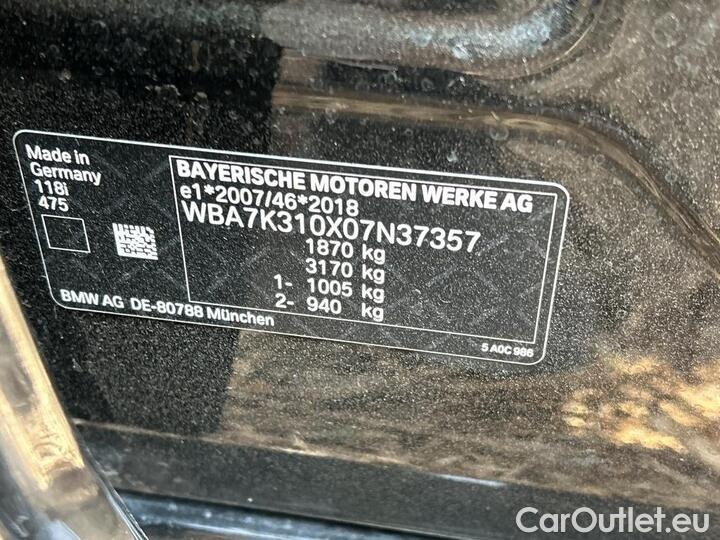 Made in
Germany
118i
475
BAYERISCHE MOTOREN WERKE AG
e1*2007/46*2018
WBA7K310X07N37357
1870 kg
3170 kg
1- 1005 kg
2- 940 kg
BMW AG DE-80788 München
5 A0C 986
CarOutlet.eu